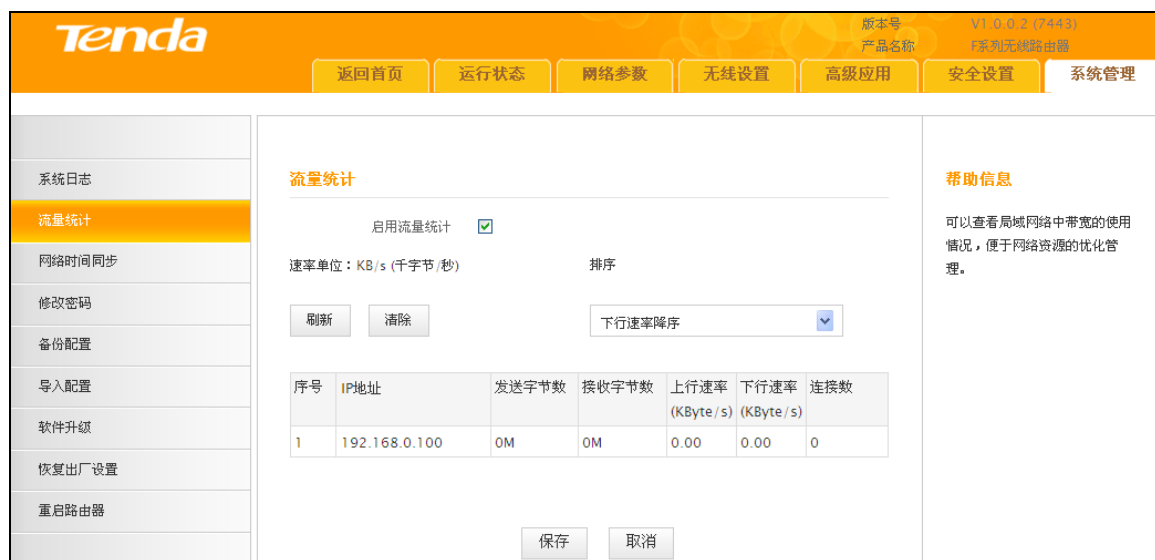 Tenda
版本号 V1.0.0.2 (7443)
产品名称 F系列无线路由器
返回首页 运行状态 网络参数 无线设置 高级应用 安全设置 系统管理
系统日志
流量统计
网络时间同步
修改密码
备份配置
导入配置
软件升级
恢复出厂设置
重启路由器
流量统计
启用流量统计
速率单位：KB/s (千字节/秒) 排序
刷新 清除 下行速率降序
序号 IP地址 发送字节数 接收字节数 上行速率 下行速率 连接数
(KByte/s) (KByte/s)
1 192.168.0.100 0M 0M 0.00 0.00 0
保存 取消
帮助信息
可以查看局域网络中带宽的使用
情况，便于网络资源的优化管
理。